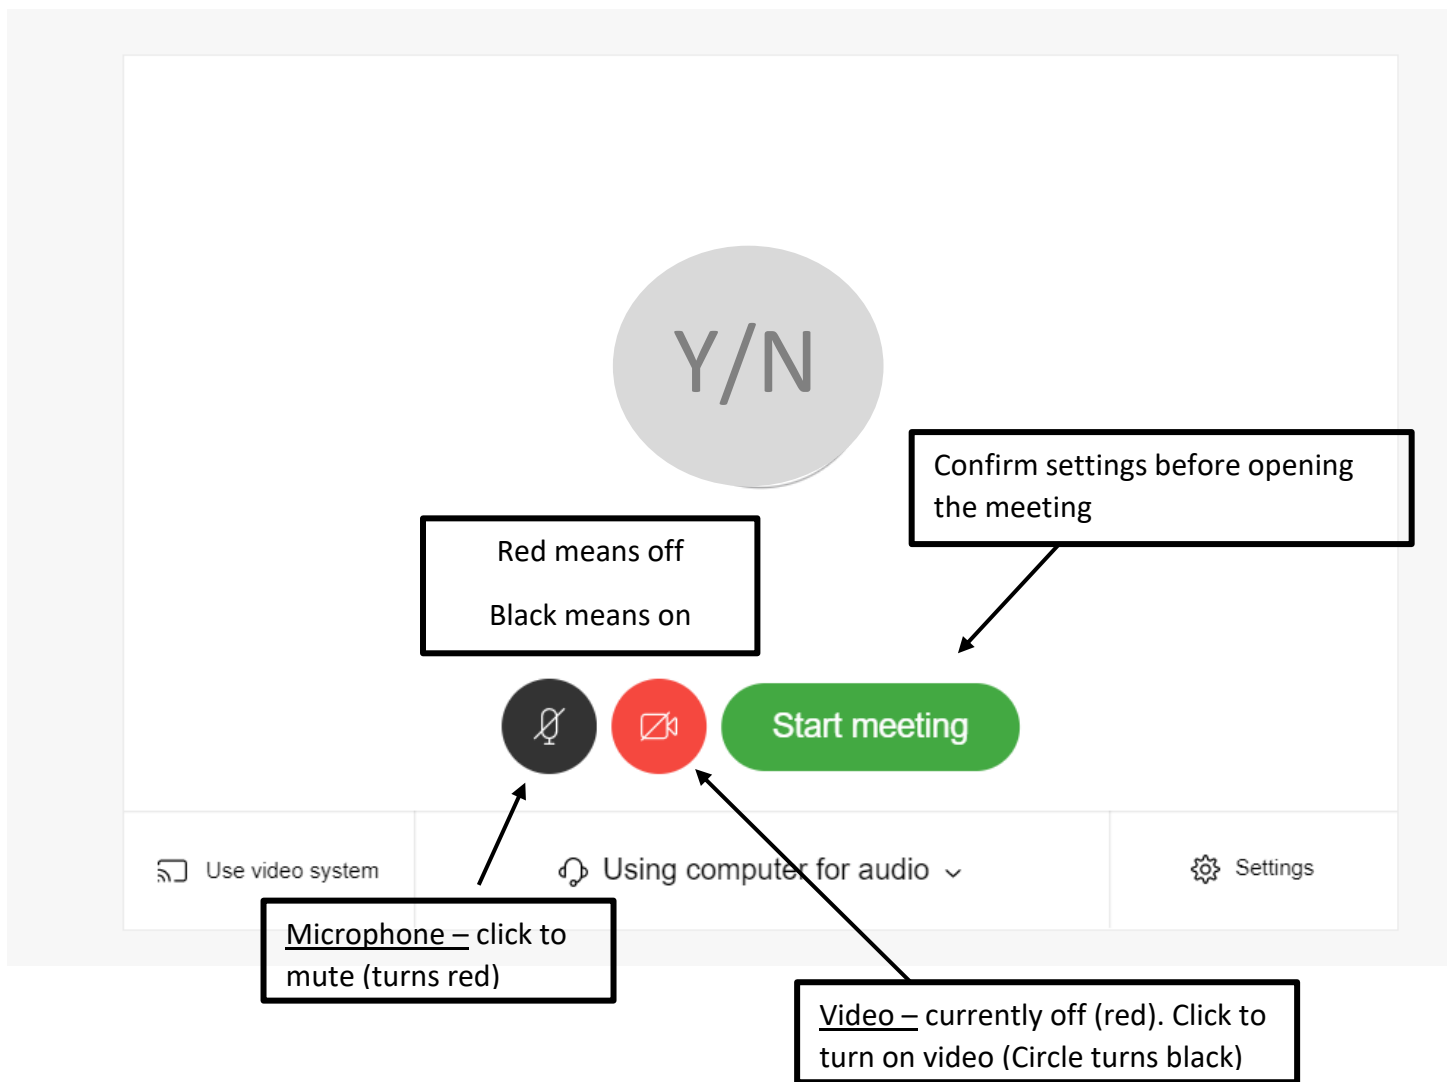 Y/N
Confirm settings before opening
the meeting
Red means off
Black means on
Start meeting
Use video system
Using computer for audio
Settings
Microphone – click to
mute (turns red)
Video – currently off (red). Click to
turn on video (Circle turns black)